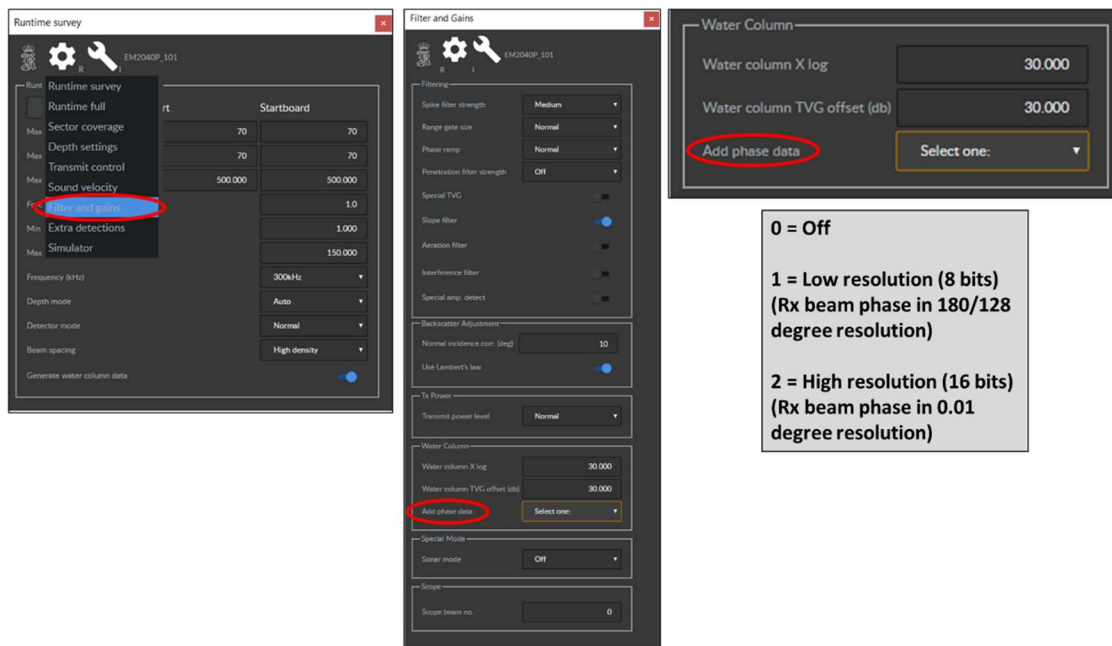 Runtime survey
EM2040P_101
R
I
Runt
Runtime survey
Runtime full
Sector coverage
Depth settings
Transmit control
Sound velocity
Filter and gains
Extra detections
Simulator
rt
Startboard
Max
70
70
Max
70
70
Max
500.000
500.000
1.0
Min
1.000
Max
150.000
Frequency (kHz)
300kHz
Depth mode
Auto
Detector mode
Normal
Beam spacing
High density
Generate water column data
Filter and Gains
EM2040P_101
R
I
Filtering
Spike filter strength
Medium
Range gate size
Normal
Phase ramp
Normal
Penetration filter strength
Off
Special TVG
Slope filter
Aeration filter
Interference filter
Special amp. detect
Backscatter Adjustment
Normal incidence corr. (deg)
10
Use Lambert's law
Tx Power
Transmit power level
Normal
Water Column
Water column X log
30.000
Water column TVG offset (db)
30.000
Add phase data
Select one:
Special Mode
Sonar mode
Off
Scope
Scope beam no.
0
Water Column
Water column X log
30.000
Water column TVG offset (db)
30.000
Add phase data
Select one:
0 = Off
1 = Low resolution (8 bits)
(Rx beam phase in 180/128
degree resolution)
2 = High resolution (16 bits)
(Rx beam phase in 0.01
degree resolution)